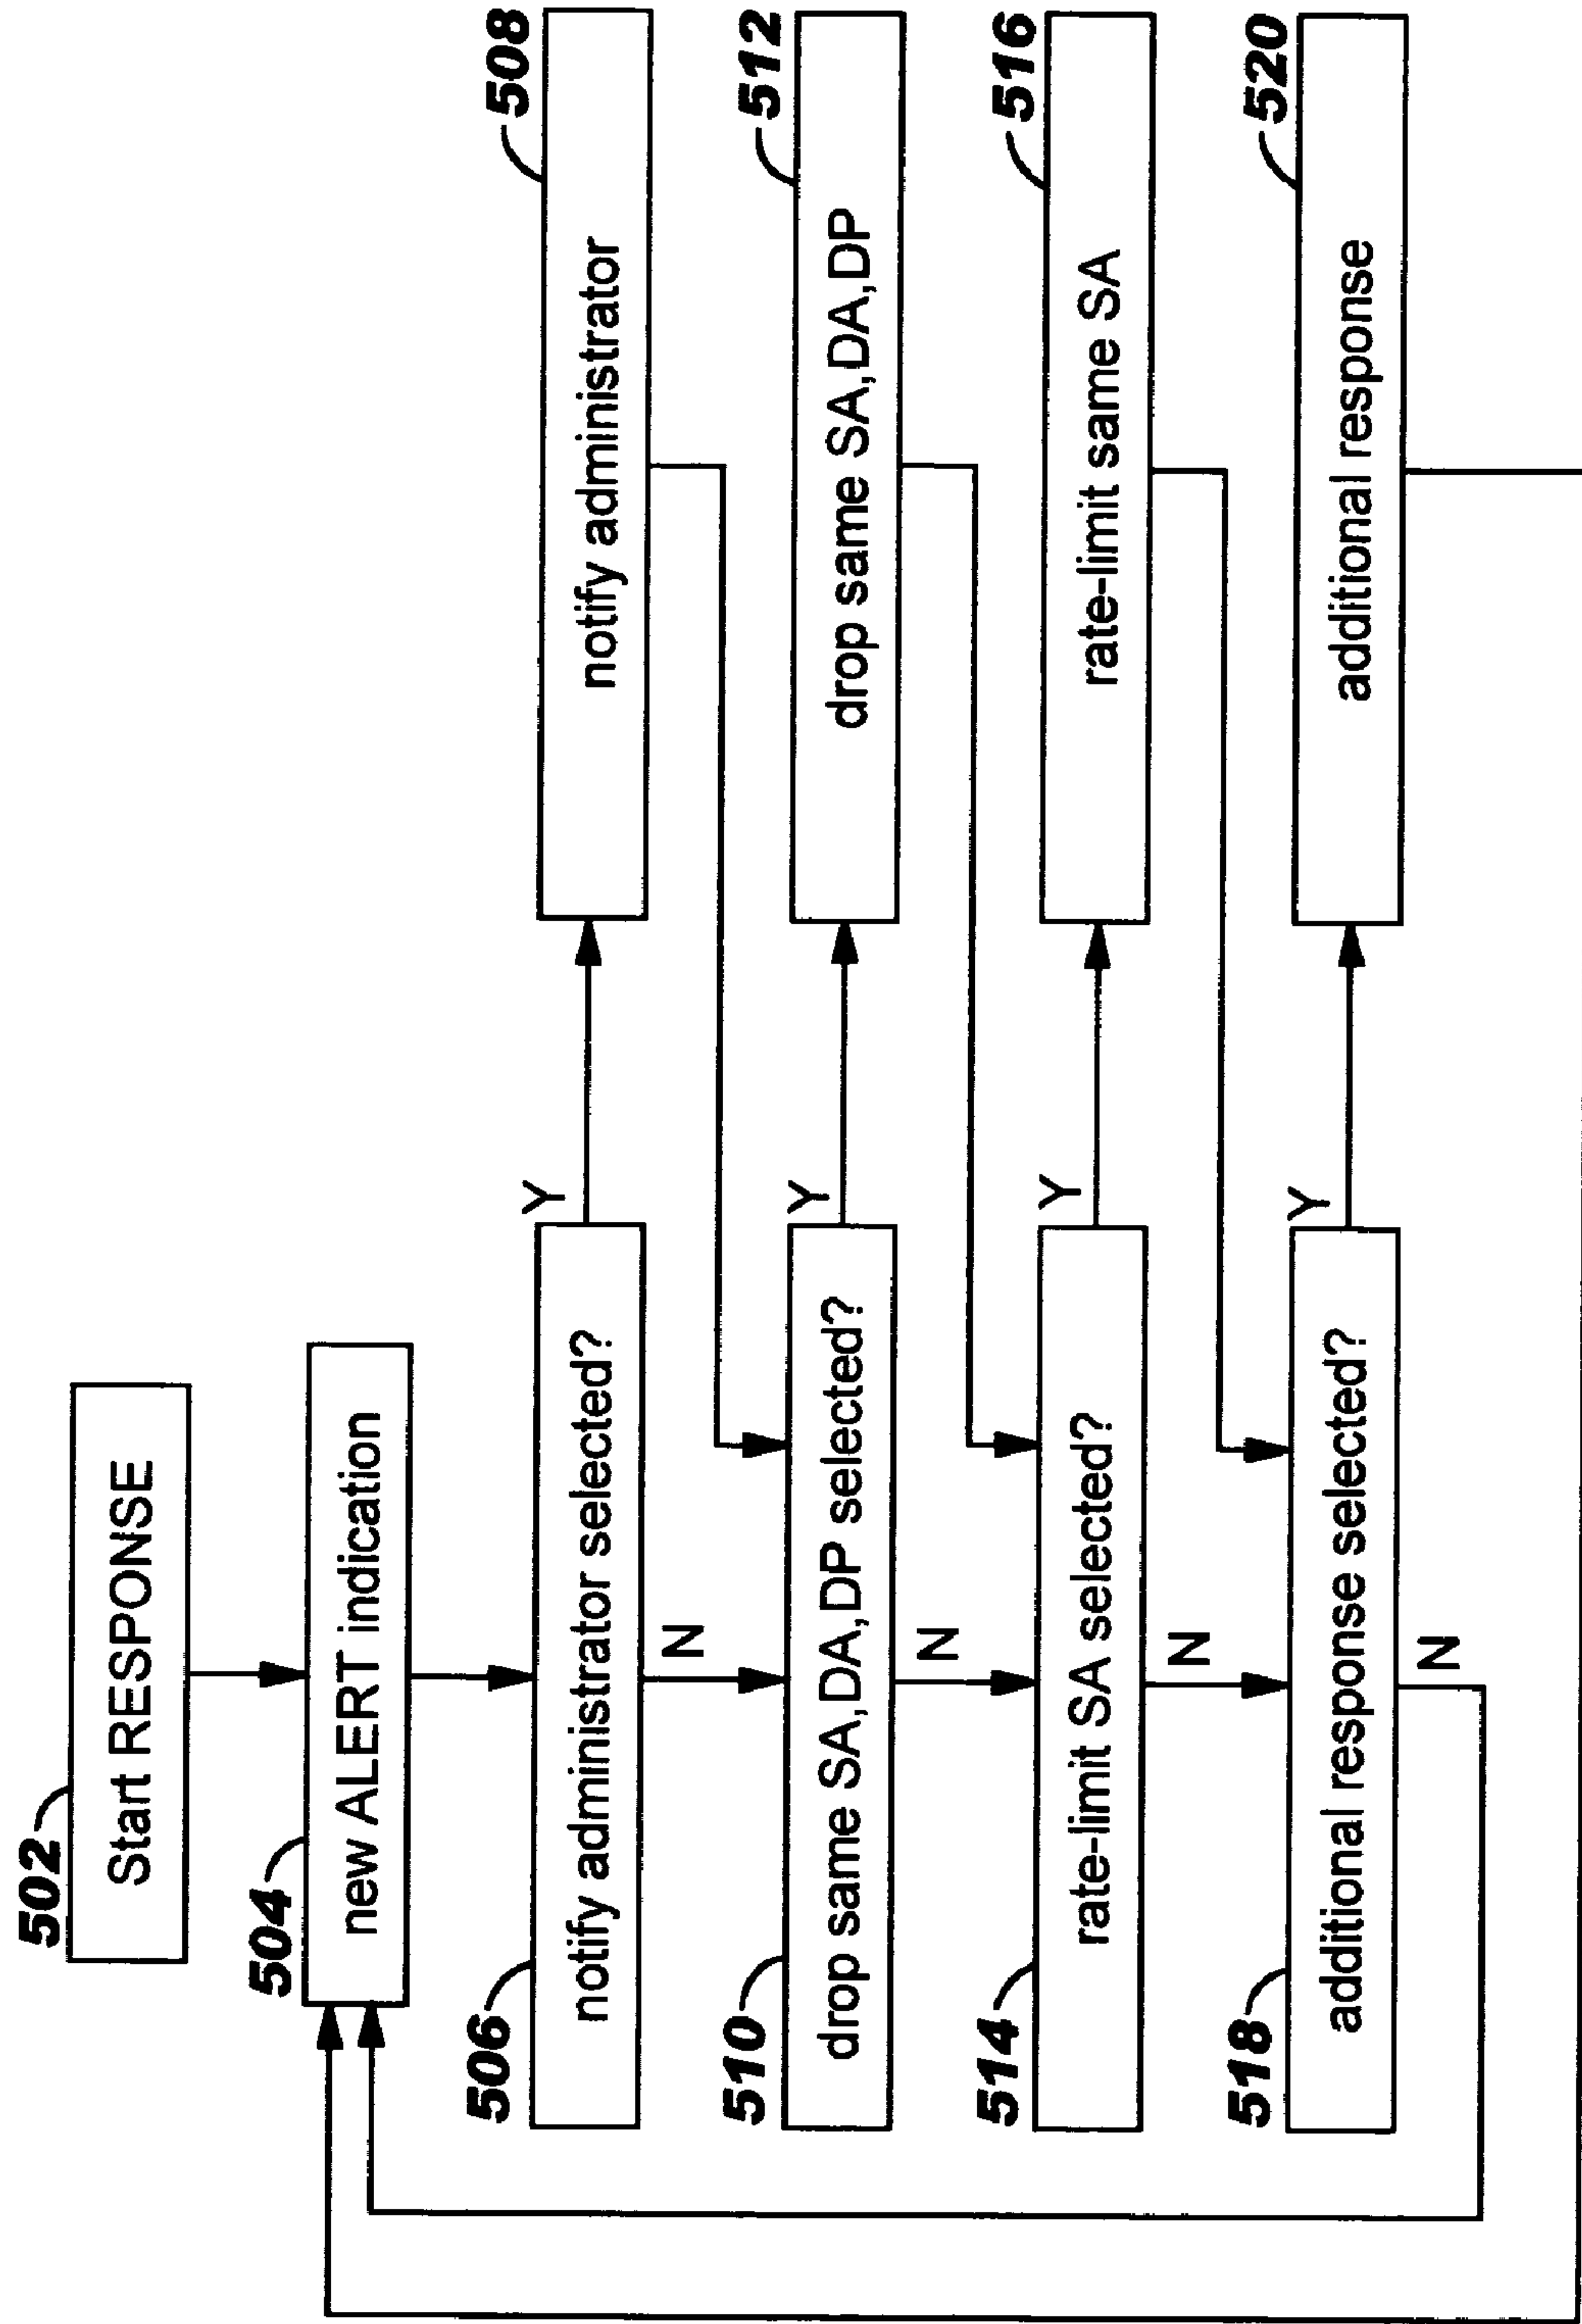 502
Start RESPONSE
504
new ALERT indication
506
notify administrator selected?
Y
508
notify administrator
N
510
drop same SA,DA,DP selected?
Y
512
drop same SA,DA,DP
N
514
rate-limit SA selected?
Y
516
rate-limit same SA
N
518
additional response selected?
Y
520
additional response
N